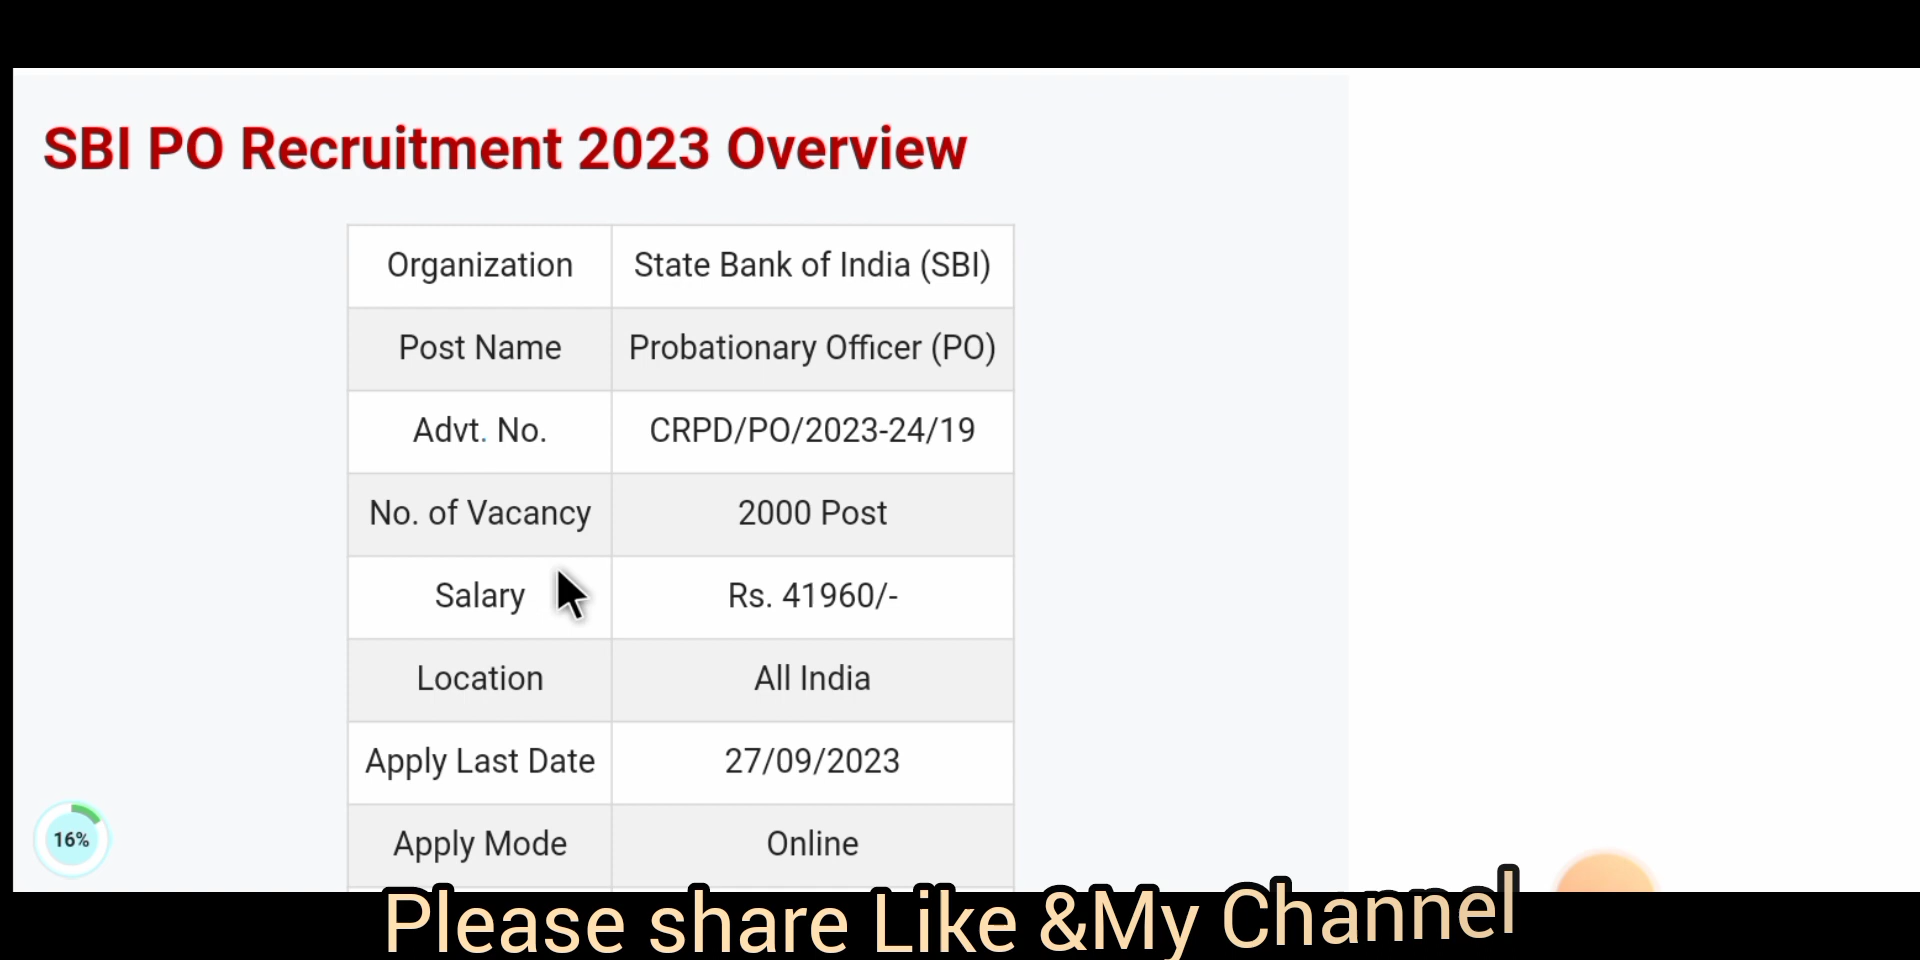 SBI PO Recruitment 2023 Overview
Organization State Bank of India (SBI)
Post Name Probationary Officer (PO)
Advt. No. CRPD/PO/2023-24/19
No. of Vacancy 2000 Post
Salary Rs. 41960/-
Location All India
Apply Last Date 27/09/2023
Apply Mode Online
16%
Please share Like &My Channel